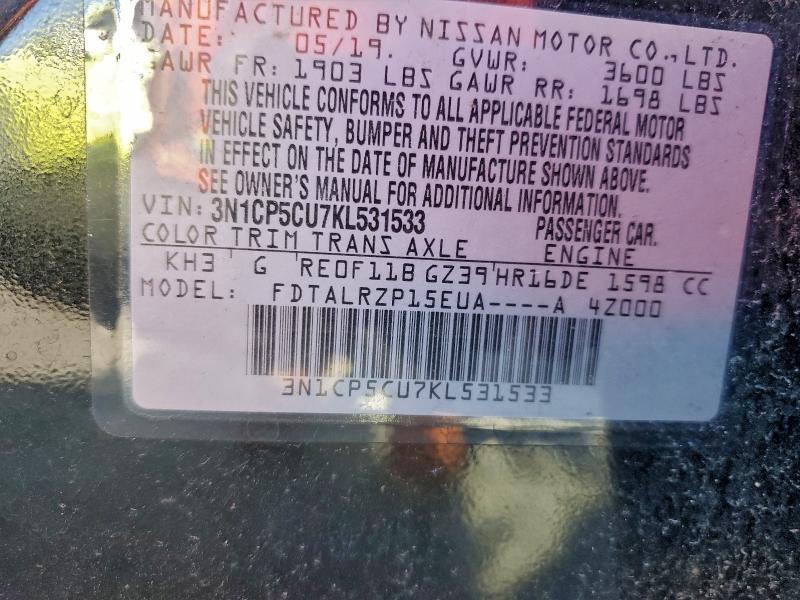 MANUFACTURED BY NISSAN MOTOR CO., LTD.
DATE: 05/19. GVWR: 3600 LBS
GAWR FR: 1903 LBS GAWR RR: 1698 LBS
THIS VEHICLE CONFORMS TO ALL APPLICABLE FEDERAL MOTOR
VEHICLE SAFETY, BUMPER AND THEFT PREVENTION STANDARDS
IN EFFECT ON THE DATE OF MANUFACTURE SHOWN ABOVE.
SEE OWNER'S MANUAL FOR ADDITIONAL INFORMATION.
VIN: 3N1CP5CU7KL531533 PASSENGER CAR.
COLOR TRIM TRANS AXLE ENGINE
KH3 G RE0F11B GZ39 HR16DE 1598 CC
MODEL: FDTALRZP15EUA----A 4Z000
3N1CP5CU7KL531533